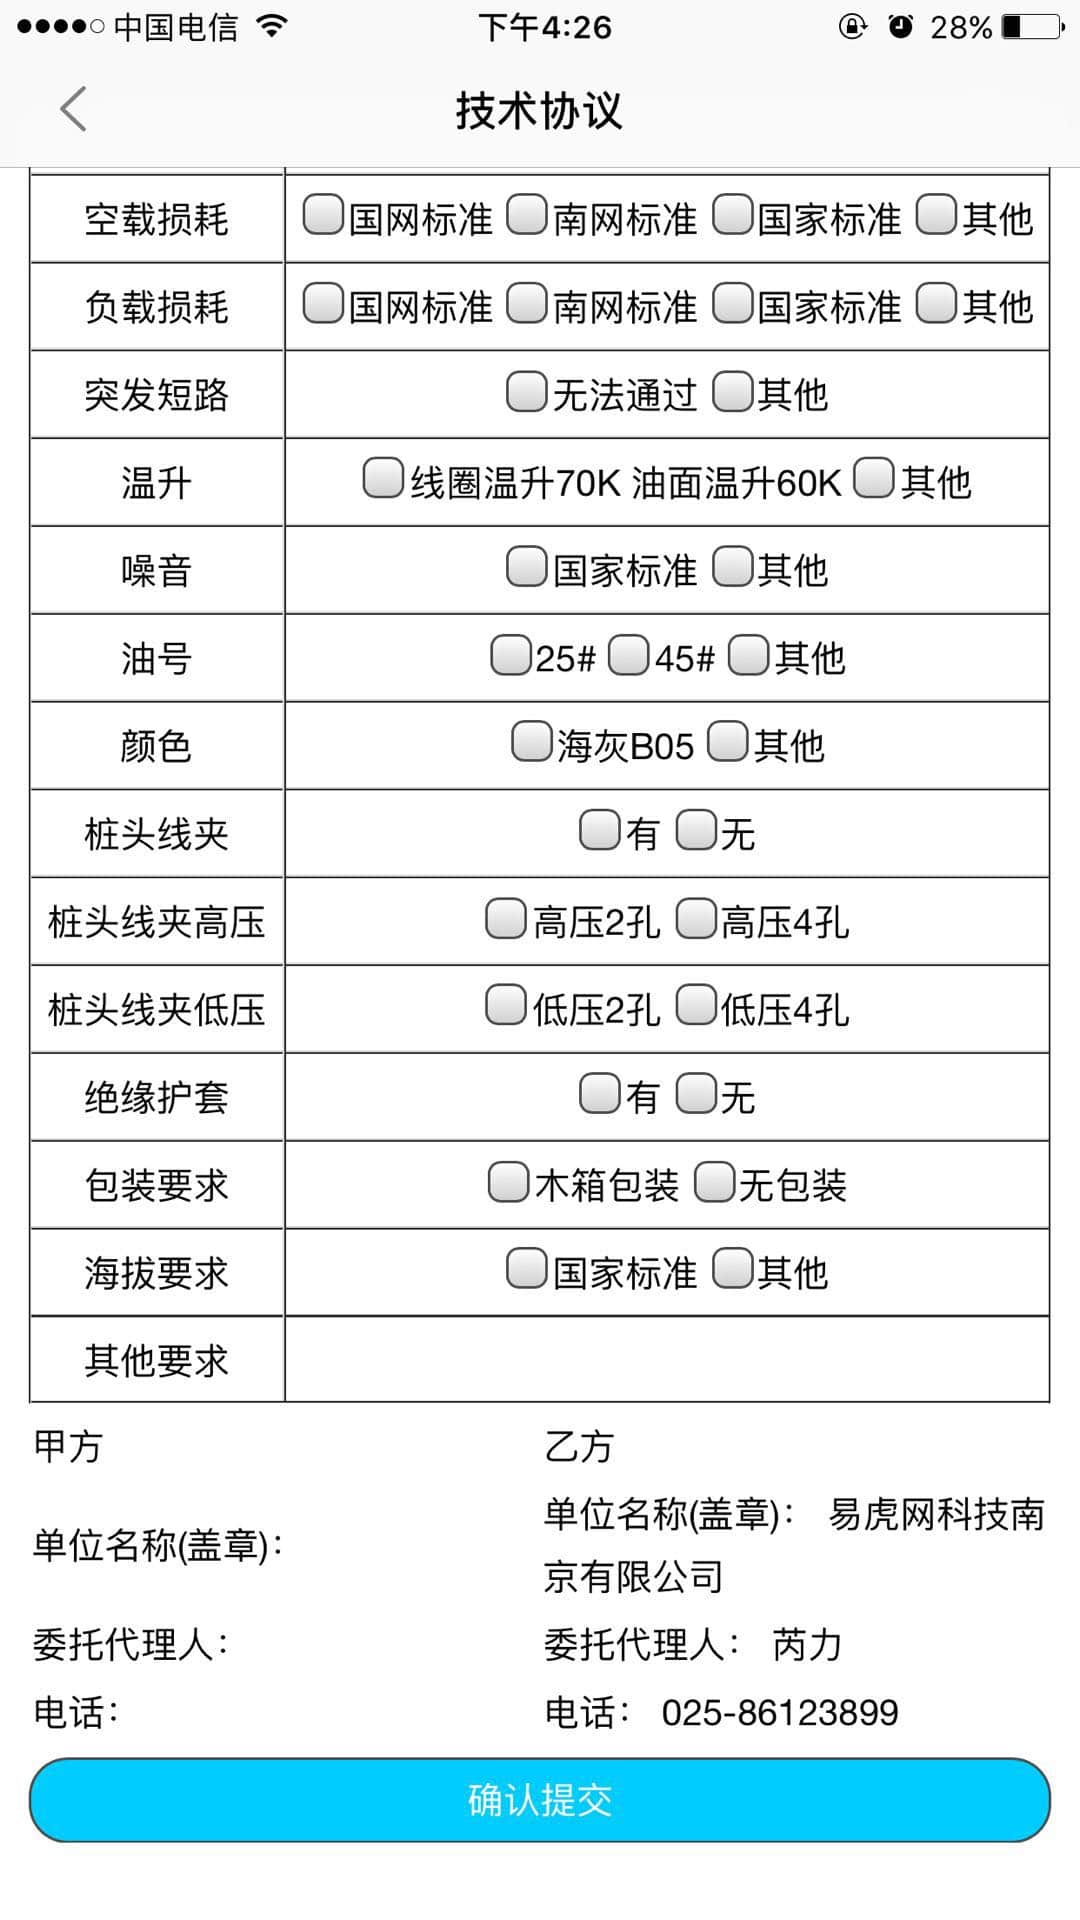 中国电信 下午4:26 28%
技术协议
空载损耗 国网标准 南网标准 国家标准 其他
负载损耗 国网标准 南网标准 国家标准 其他
突发短路 无法通过 其他
温升 线圈温升70K 油面温升60K 其他
噪音 国家标准 其他
油号 25# 45# 其他
颜色 海灰B05 其他
桩头线夹 有 无
桩头线夹高压 高压2孔 高压4孔
桩头线夹低压 低压2孔 低压4孔
绝缘护套 有 无
包装要求 木箱包装 无包装
海拔要求 国家标准 其他
其他要求
甲方
单位名称(盖章)：
委托代理人：
电话：
乙方
单位名称(盖章)： 易虎网科技南
京有限公司
委托代理人： 芮力
电话： 025-86123899
确认提交